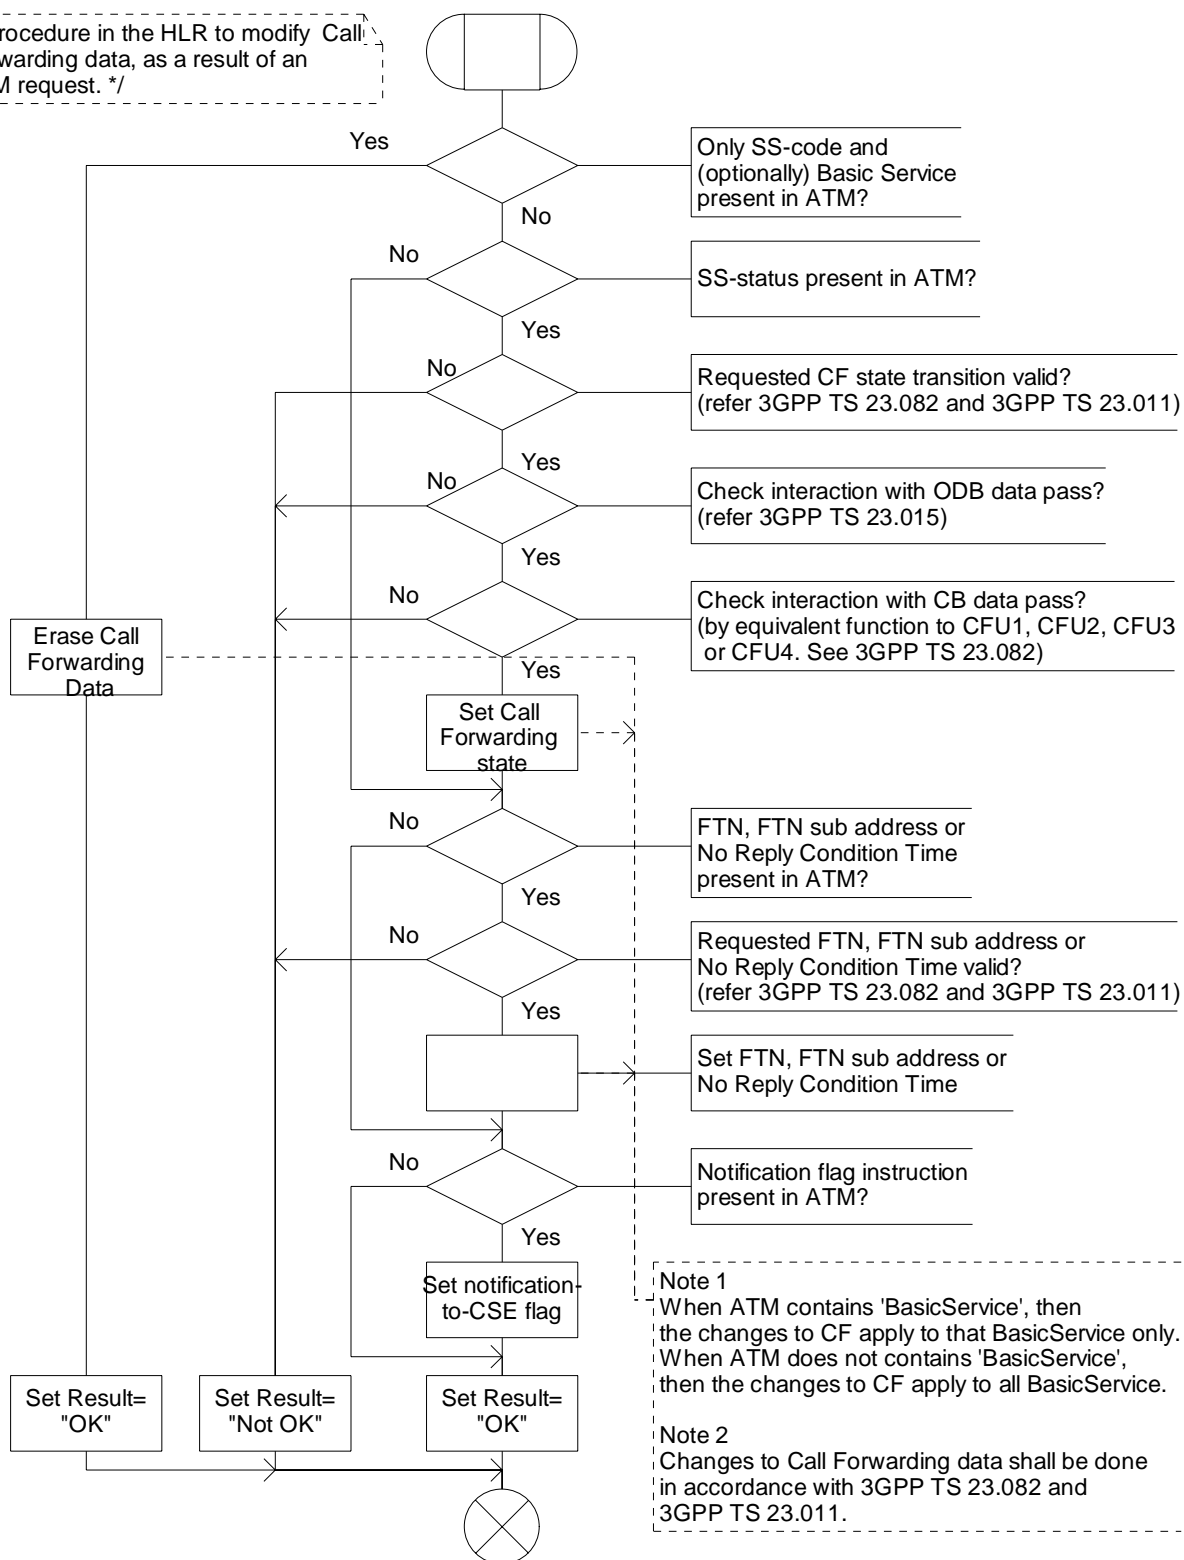 rocedure in the HLR to modify Call
warding data, as a result of an
M request. */
Yes
Only SS-code and
(optionally) Basic Service
present in ATM?
No
No
SS-status present in ATM?
Yes
No
Requested CF state transition valid?
(refer 3GPP TS 23.082 and 3GPP TS 23.011)
Yes
No
Check interaction with ODB data pass?
(refer 3GPP TS 23.015)
Yes
No
Check interaction with CB data pass?
(by equivalent function to CFU1, CFU2, CFU3
or CFU4. See 3GPP TS 23.082)
Erase Call
Forwarding
Data
Yes
Set Call
Forwarding
state
No
FTN, FTN sub address or
No Reply Condition Time
present in ATM?
Yes
No
Requested FTN, FTN sub address or
No Reply Condition Time valid?
(refer 3GPP TS 23.082 and 3GPP TS 23.011)
Yes
Set FTN, FTN sub address or
No Reply Condition Time
No
Notification flag instruction
present in ATM?
Yes
Set notification-
to-CSE flag
Note 1
When ATM contains 'BasicService', then
the changes to CF apply to that BasicService only.
When ATM does not contains 'BasicService',
then the changes to CF apply to all BasicService.
Set Result=
"OK"
Set Result=
"Not OK"
Set Result=
"OK"
Note 2
Changes to Call Forwarding data shall be done
in accordance with 3GPP TS 23.082 and
3GPP TS 23.011.